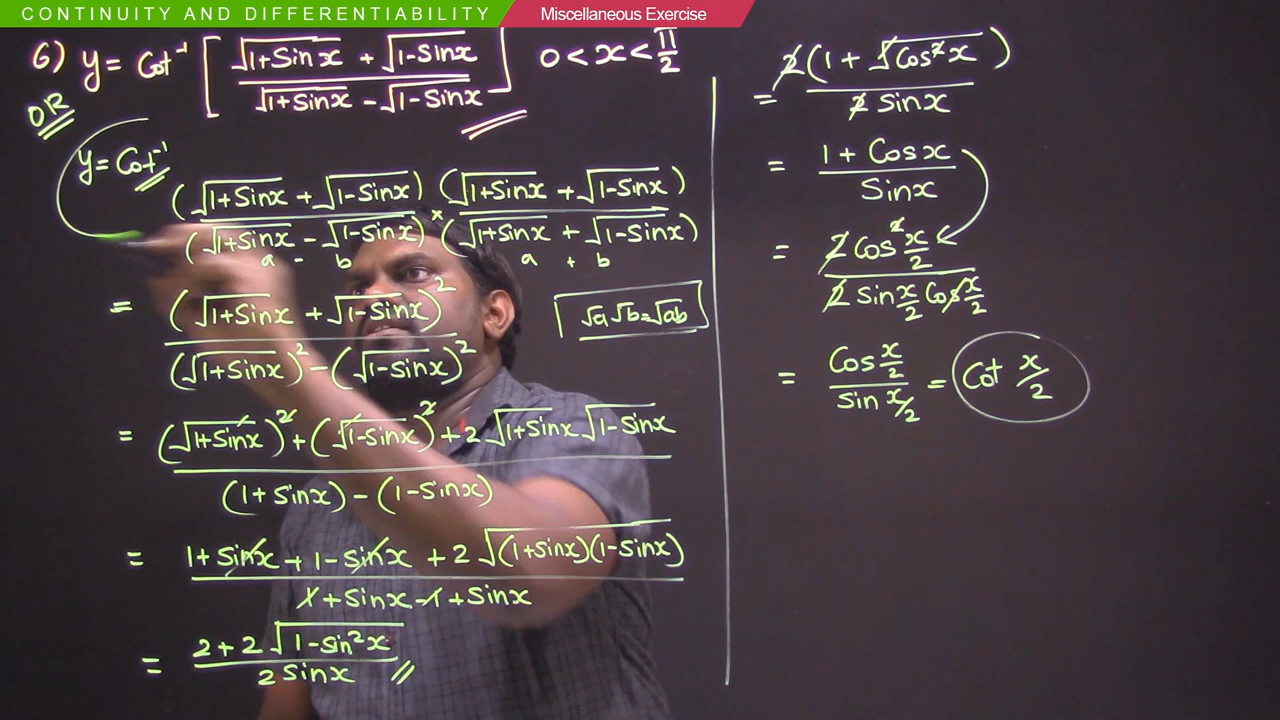 CONTINUITY AND DIFFERENTIABILITY
Miscellaneous Exercise
6) y = Cot⁻¹ [ (√(1+Sinx) + √(1-Sinx)) / (√(1+Sinx) - √(1-Sinx)) ] 0 < x < π/2
OR
y = Cot⁻¹
(√(1+Sinx) + √(1-Sinx)) (√(1+Sinx) + √(1-Sinx))
×
(√(1+Sinx) - √(1-Sinx)) (√(1+Sinx) + √(1-Sinx))
a - b a + b
= (√(1+Sinx) + √(1-Sinx))² / (√(1+Sinx))² - (√(1-Sinx))²
√a√b = √ab
= (√(1+Sinx))² + (√(1-Sinx))² + 2√(1+Sinx)√(1-Sinx)
(1+Sinx) - (1-Sinx)
= 1+Sinx + 1-Sinx + 2√((1+Sinx)(1-Sinx))
1+Sinx-1+Sinx
= 2+2√(1-Sin²x)
2Sinx
= 2(1+√Cos²x) / 2 Sinx
= 1+Cosx / Sinx
= 2Cos²x/2 / 2 Sin x/2 Cos x/2
= Cos x/2 / Sin x/2 = Cot x/2